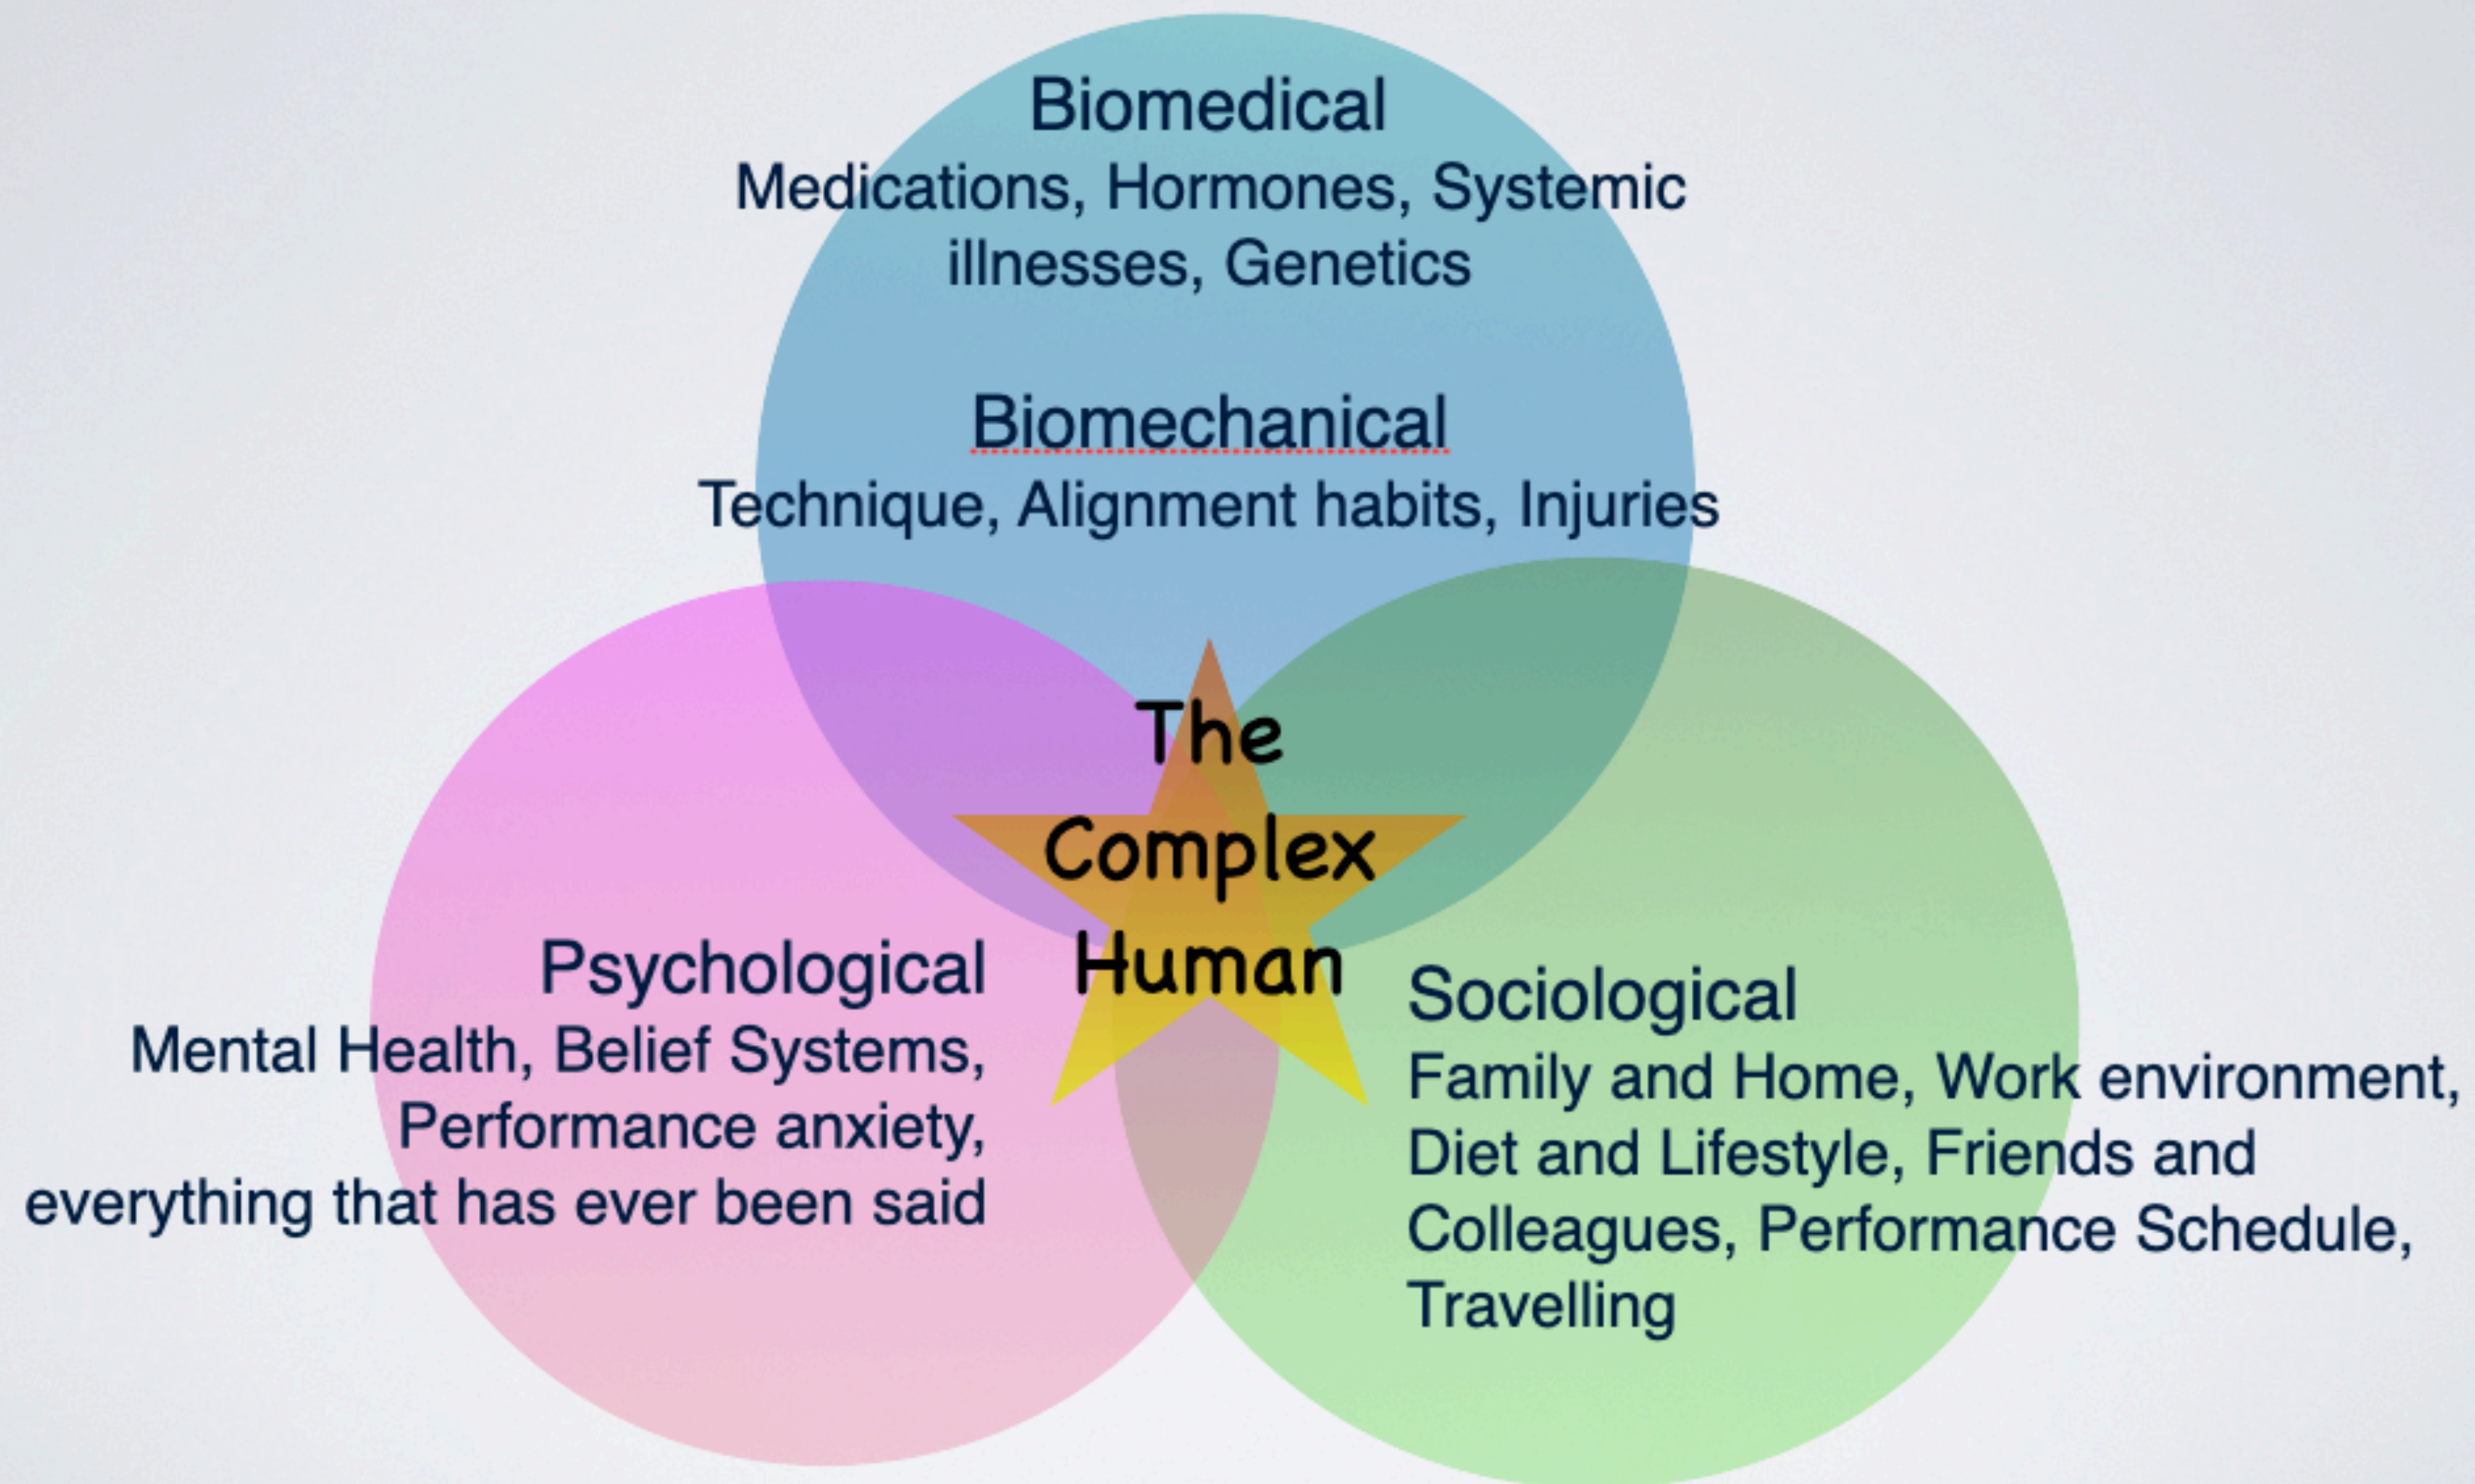 Biomedical
Medications, Hormones, Systemic
illnesses, Genetics
Biomechanical
Technique, Alignment habits, Injuries
The
Complex
Human
Psychological
Mental Health, Belief Systems,
Performance anxiety,
everything that has ever been said
Sociological
Family and Home, Work environment,
Diet and Lifestyle, Friends and
Colleagues, Performance Schedule,
Travelling